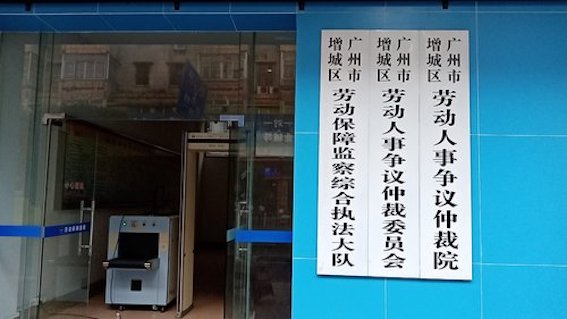 广州市
增城区
劳动人事争议仲裁院
广州市
增城区
劳动人事争议仲裁委员会
广州市
增城区
劳动保障监察综合执法大队